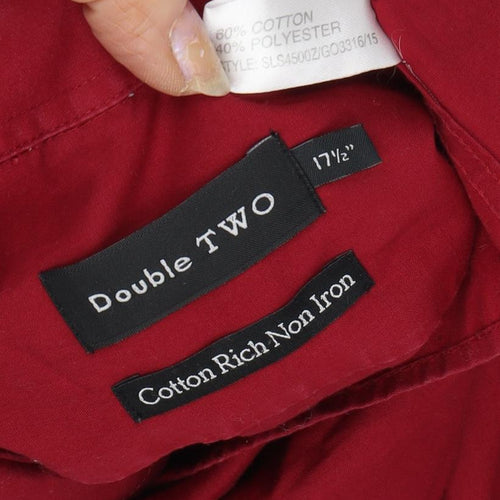 60% COTTON
40% POLYESTER
STYLE: SLS4500Z/GO3316/15
17½"
Double TWO
Cotton Rich Non Iron